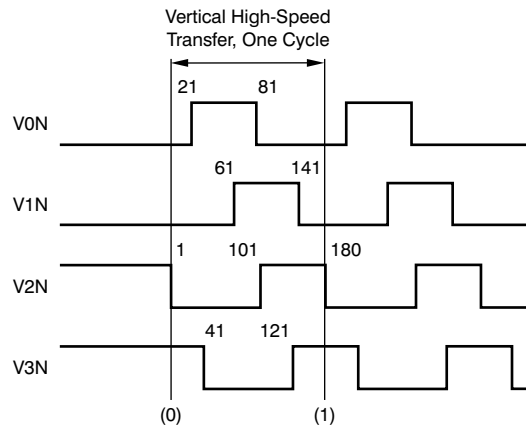 Vertical High-Speed
Transfer, One Cycle
21 81
V0N
61 141
V1N
1 101 180
V2N
41 121
V3N
(0) (1)